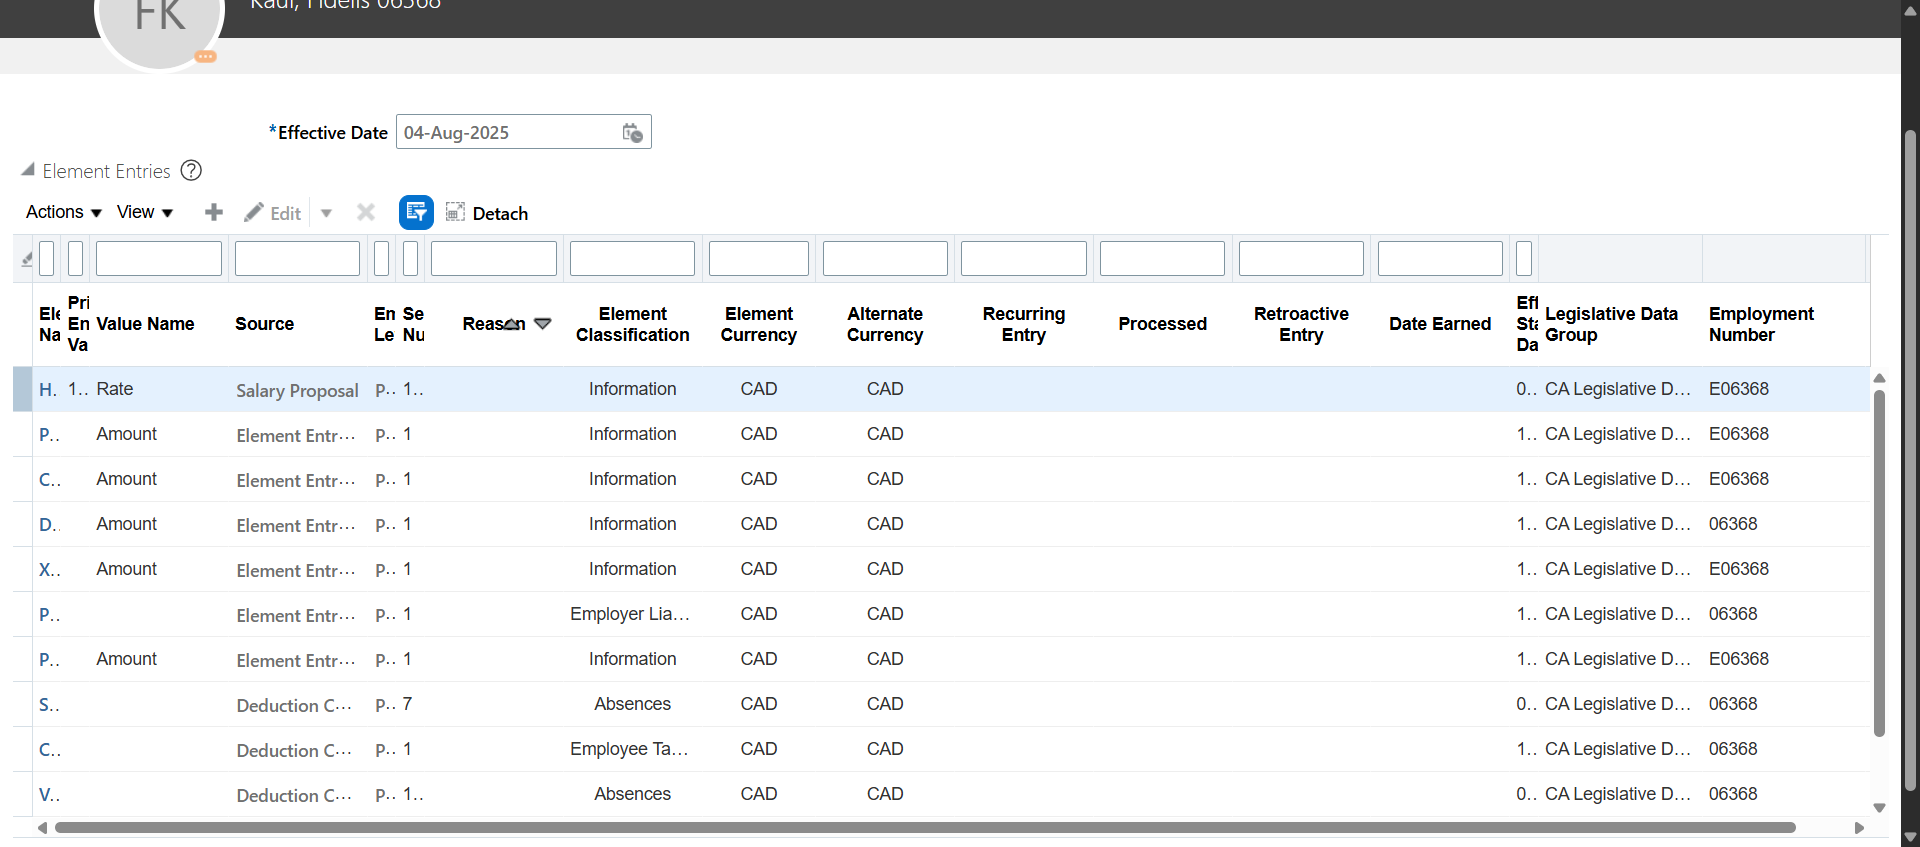 FK
Kaur, Fidelis 06368
*Effective Date 04-Aug-2025
Element Entries ?
Actions View Edit Detach
Ele Na
Pri En Va
Value Name
Source
En Le
Se Nu
Reason
Element Classification
Element Currency
Alternate Currency
Recurring Entry
Processed
Retroactive Entry
Date Earned
Eff Sta Da
Legislative Data Group
Employment Number
H. 1.. Rate Salary Proposal P.. 1.. Information CAD CAD 0.. CA Legislative D... E06368
P.. Amount Element Entr... P.. 1 Information CAD CAD 1.. CA Legislative D... E06368
C.. Amount Element Entr... P.. 1 Information CAD CAD 1.. CA Legislative D... E06368
D.. Amount Element Entr... P.. 1 Information CAD CAD 1.. CA Legislative D... 06368
X.. Amount Element Entr... P.. 1 Information CAD CAD 1.. CA Legislative D... E06368
P.. Element Entr... P.. 1 Employer Lia... CAD CAD 1.. CA Legislative D... 06368
P.. Amount Element Entr... P.. 1 Information CAD CAD 1.. CA Legislative D... E06368
S.. Deduction C... P.. 7 Absences CAD CAD 0.. CA Legislative D... 06368
C.. Deduction C... P.. 1 Employee Ta... CAD CAD 1.. CA Legislative D... 06368
V.. Deduction C... P.. 1.. Absences CAD CAD 0.. CA Legislative D... 06368